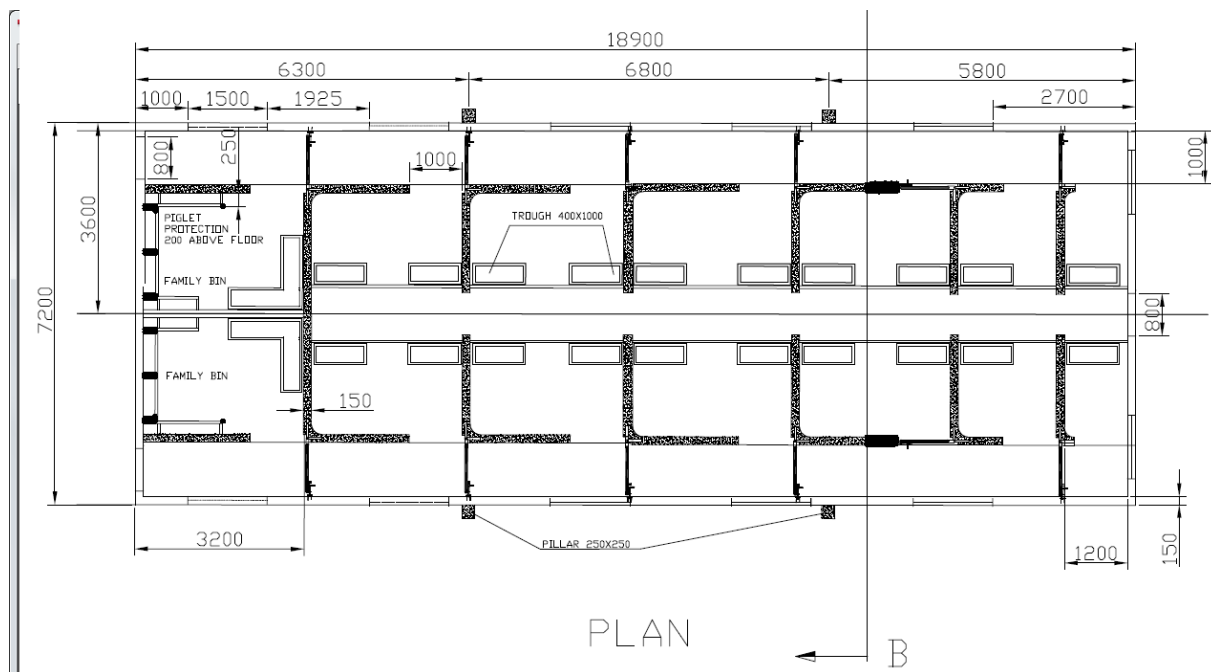 18900
6300
6800
5800
1000
1500
1925
2700
250
800
1000
1000
3600
7200
PIGLET
PROTECTION
200 ABOVE FLOOR
TROUGH 400X1000
FAMILY BIN
800
FAMILY BIN
150
3200
PILLAR 250X250
1200
150
PLAN
B